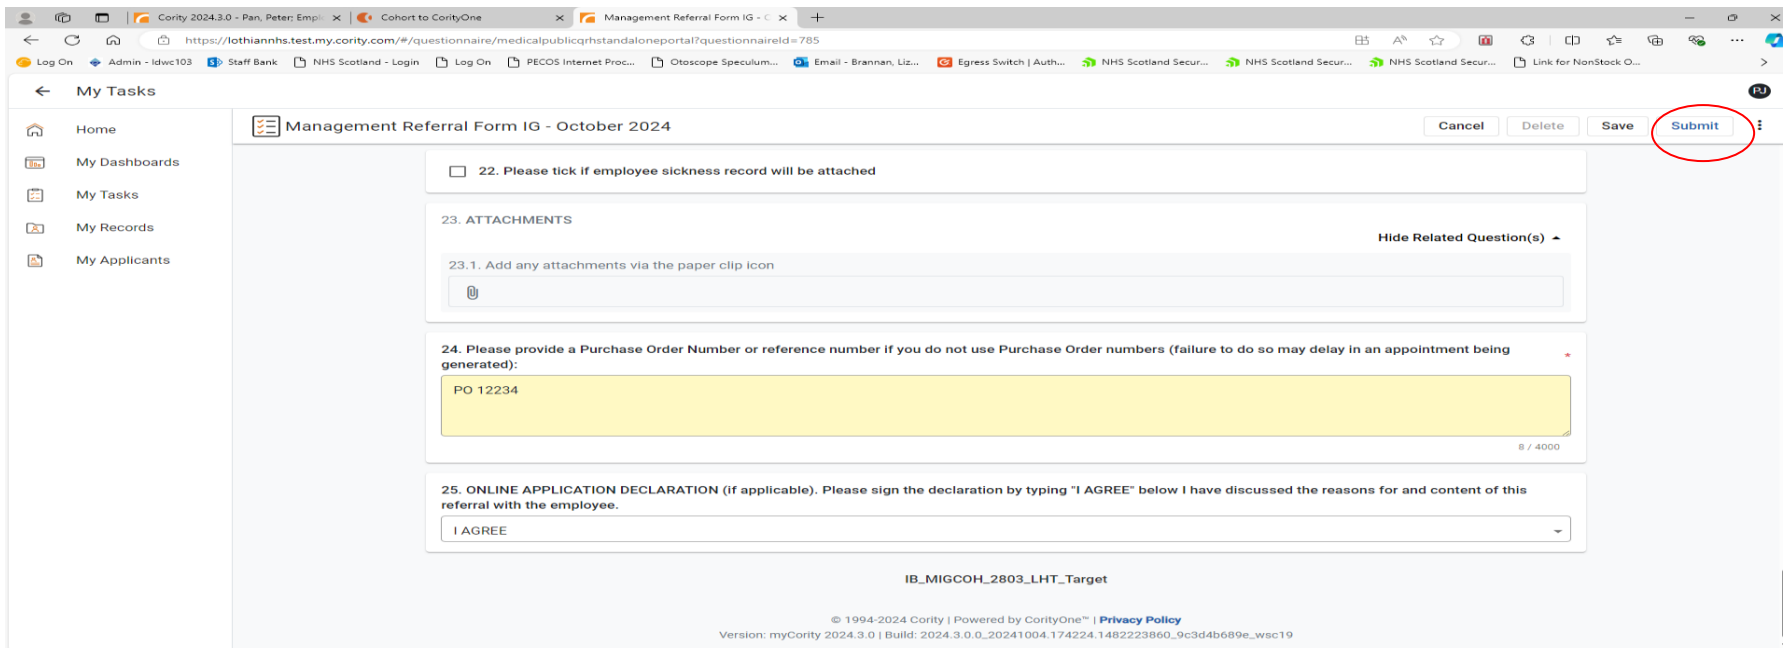 Cority 2024.3.0 - Pan, Peter; Empl
Cohort to CorityOne
Management Referral Form IG - C
https://lothiannhs.test.my.cority.com/#/questionnaire/medicalpublicqrhstandaloneportal?questionnaireId=785
Log On
Admin - ldwc103
Staff Bank
NHS Scotland - Login
Log On
PECOS Internet Proc...
Otoscope Speculum...
Email - Brannan, Liz...
Egress Switch | Auth...
NHS Scotland Secur...
NHS Scotland Secur...
NHS Scotland Secur...
Link for NonStock O...
My Tasks
PJ
Home
My Dashboards
My Tasks
My Records
My Applicants
Management Referral Form IG - October 2024
Cancel
Delete
Save
Submit
22. Please tick if employee sickness record will be attached
23. ATTACHMENTS
Hide Related Question(s)
23.1. Add any attachments via the paper clip icon
24. Please provide a Purchase Order Number or reference number if you do not use Purchase Order numbers (failure to do so may delay in an appointment being
generated):
*
PO 12234
8 / 4000
25. ONLINE APPLICATION DECLARATION (if applicable). Please sign the declaration by typing "I AGREE" below I have discussed the reasons for and content of this
referral with the employee.
I AGREE
IB_MIGCOH_2803_LHT_Target
© 1994-2024 Cority | Powered by CorityOne™ | Privacy Policy
Version: myCority 2024.3.0 | Build: 2024.3.0.0_20241004.174224.1482223860_9c3d4b689e_wsc19